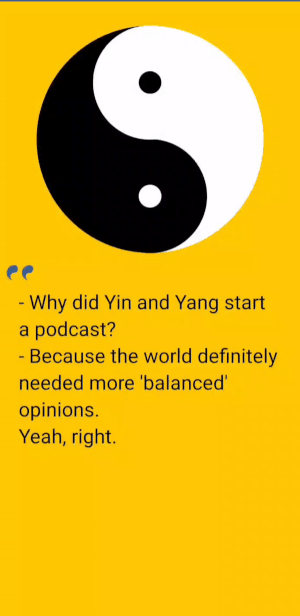 - Why did Yin and Yang start
a podcast?
- Because the world definitely
needed more 'balanced'
opinions.
Yeah, right.